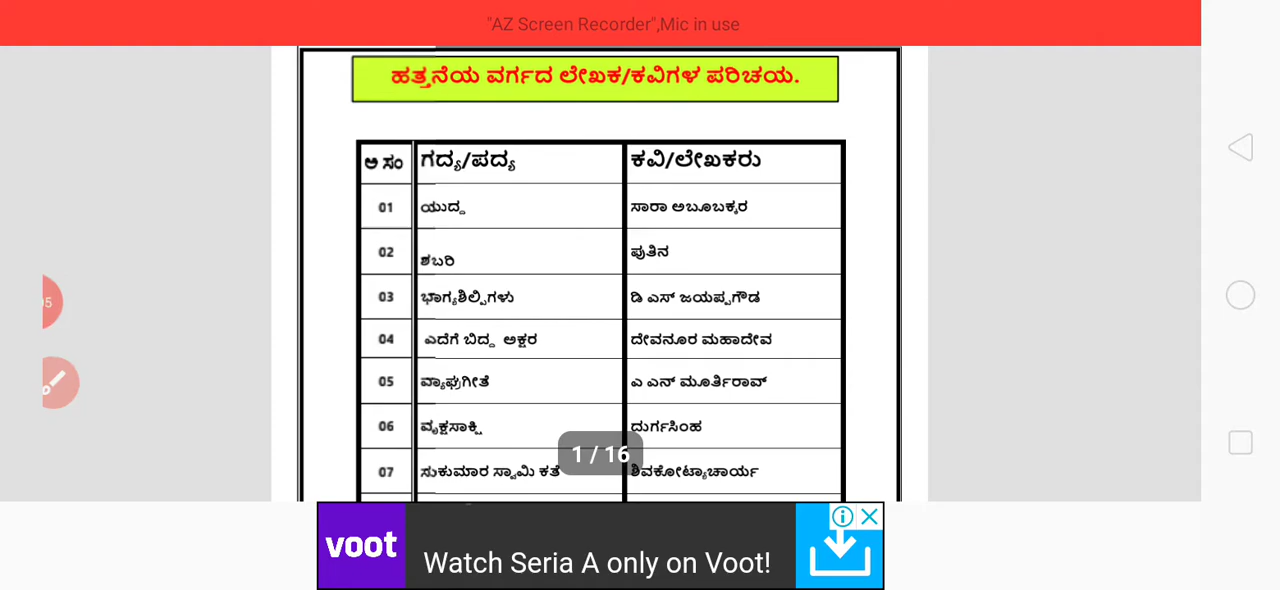 "AZ Screen Recorder",Mic in use
ಹತ್ತನೆಯ ವರ್ಗದ ಲೇಖಕ/ಕವಿಗಳ ಪರಿಚಯ.
ಅ ಸಂ ಗದ್ಯ/ಪದ್ಯ ಕವಿ/ಲೇಖಕರು
01 ಯುದ್ದ ಸಾರಾ ಅಬೂಬಕ್ಕರ
02 ಶಬರಿ ಪುತಿನ
03 ಭಾಗ್ಯಶಿಲ್ಪಿಗಳು ಡಿ ಎಸ್ ಜಯಪ್ಪಗೌಡ
04 ಎದೆಗೆ ಬಿದ್ದ ಅಕ್ಷರ ದೇವನೂರ ಮಹಾದೇವ
05 ವ್ಯಾಘ್ರಗೀತೆ ಎ ಎನ್ ಮೂರ್ತಿರಾವ್
06 ವೃಕ್ಷಸಾಕ್ಷಿ ದುರ್ಗಸಿಂಹ
1 / 16
07 ಸುಕುಮಾರ ಸ್ವಾಮಿ ಕತೆ ಶಿವಕೋಟ್ಯಾಚಾರ್ಯ
05
voot
Watch Seria A only on Voot!